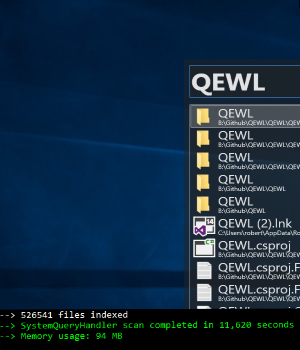 QEWL
QEWL
B:\Github\QEWL\QEWL\QEW
QEWL
B:\Github\QEWL\QEWL\QEW
QEWL
B:\Github\QEWL\QEWL\QEW
QEWL
B:\Github\QEWL\QEWL
QEWL
B:\Github\QEWL
QEWL (2).lnk
C:\Users\robert\AppData\Ro
QEWL.csproj
B:\Github\QEWL\QEWL\QEW
QEWL.csproj.F
B:\Github\QEWL\QEWL\QEW
QEWL.csproj.F
B:\Github\QEWL\QEWL\QEW
--> 526541 files indexed
--> SystemQueryHandler scan completed in 11,620 seconds
--> Memory usage: 94 MB